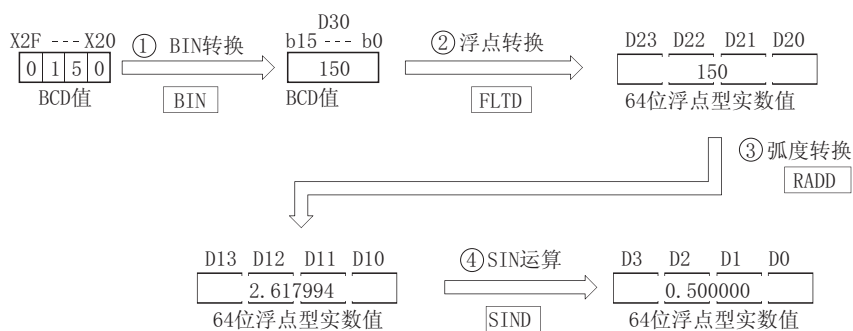 X2F --- X20
0 1 5 0
BCD值
① BIN转换
BIN
D30
b15 --- b0
150
BCD值
② 浮点转换
FLTD
D23 D22 D21 D20
150
64位浮点型实数值
③ 弧度转换
RADD
D13 D12 D11 D10
2.617994
64位浮点型实数值
④ SIN运算
SIND
D3 D2 D1 D0
0.500000
64位浮点型实数值